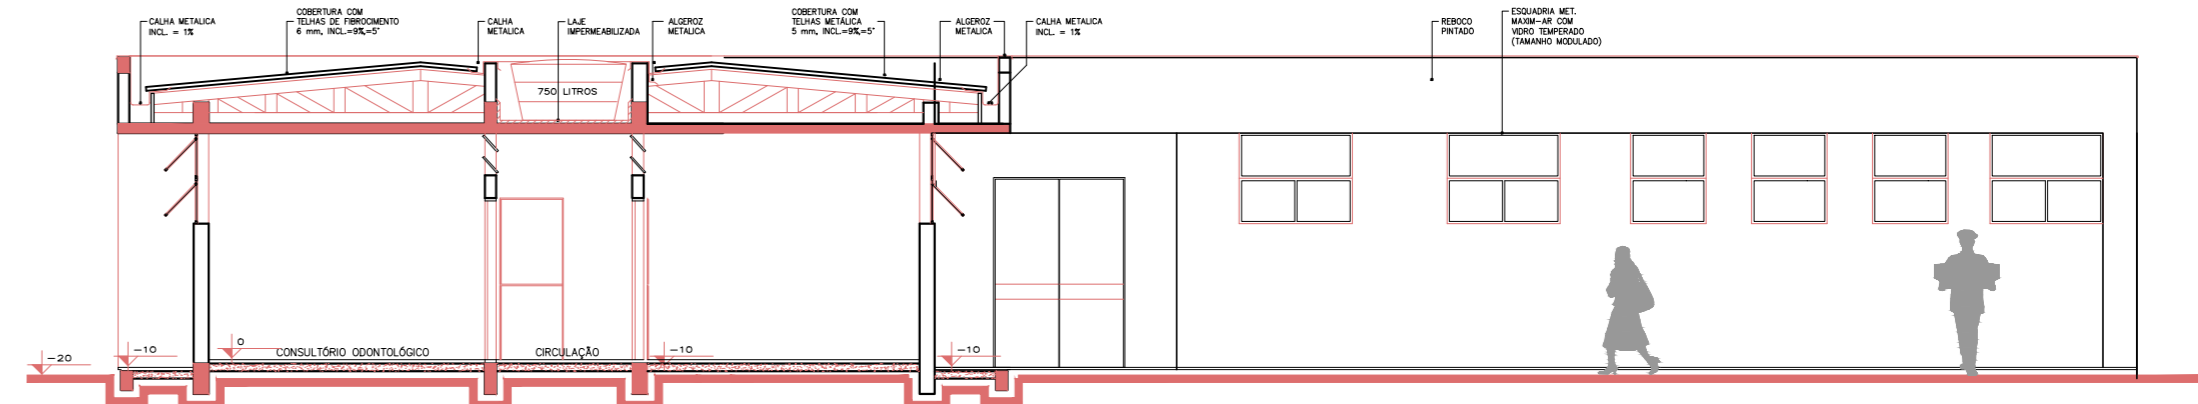 CALHA METALICA
INCL. = 1%
COBERTURA COM
TELHAS DE FIBROCIMENTO
6 mm, INCL.=9%=5°
CALHA
METALICA
LAJE
IMPERMEABILIZADA
ALGEROZ
METALICA
COBERTURA COM
TELHAS METÁLICA
5 mm, INCL.=9%=5°
ALGEROZ
METALICA
CALHA METALICA
INCL. = 1%
REBOCO
PINTADO
ESQUADRIA MET.
MAXIM-AR COM
VIDRO TEMPERADO
(TAMANHO MODULADO)
750 LITROS
-20
-10
0
CONSULTÓRIO ODONTOLÓGICO
CIRCULAÇÃO
-10
-10